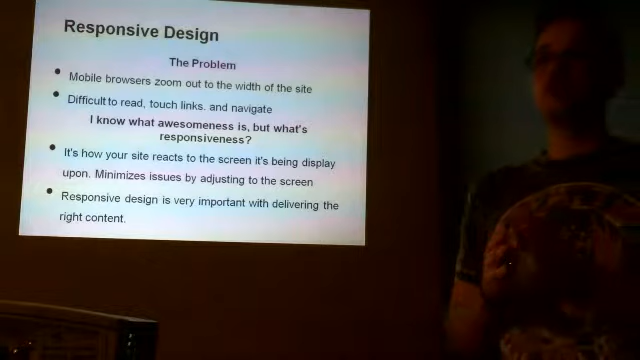 Responsive Design
The Problem
• Mobile browsers zoom out to the width of the site
• Difficult to read, touch links. and navigate
I know what awesomeness is, but what's
responsiveness?
• It's how your site reacts to the screen it's being display
upon. Minimizes issues by adjusting to the screen
• Responsive design is very important with delivering the
right content.